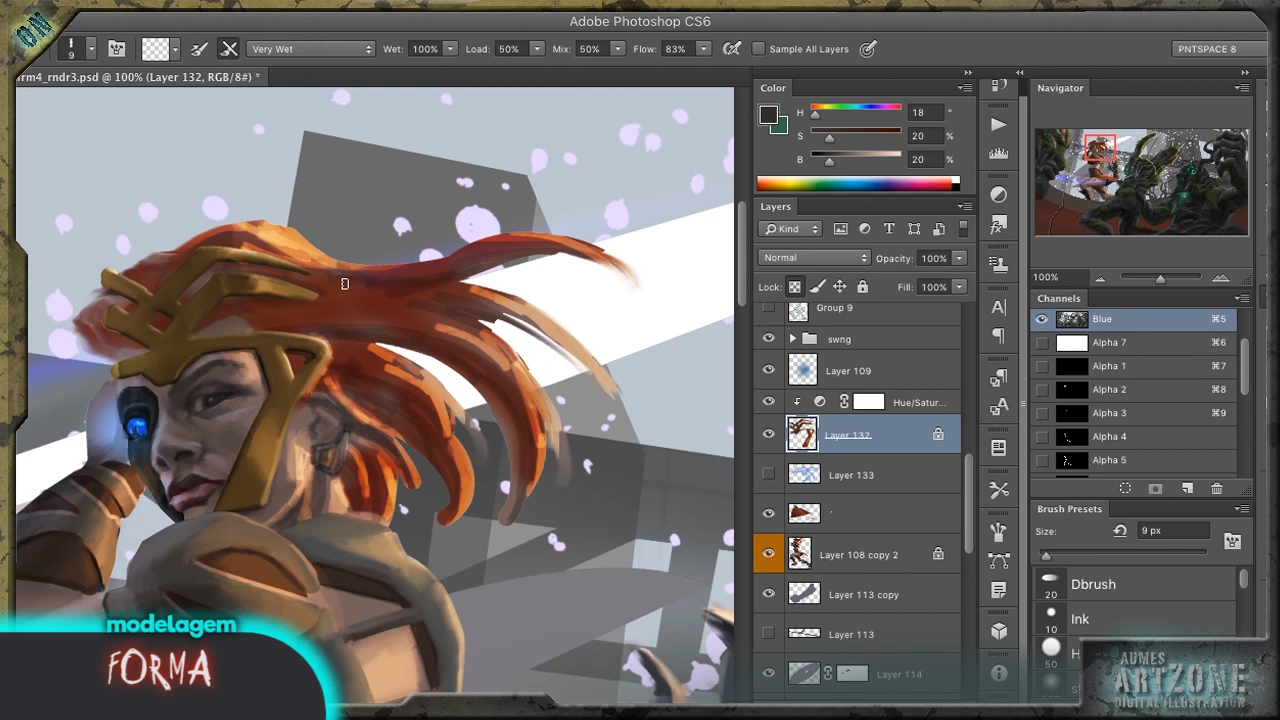 Adobe Photoshop CS6
9
Very Wet
Wet: 100%
Load: 50%
Mix: 50%
Flow: 83%
Sample All Layers
PNTSPACE 8
rm4_rndr3.psd @ 100% (Layer 132, RGB/8#) *
Color
H 18 °
S 20 %
B 20 %
Layers
Kind
Normal
Opacity: 100%
Lock:
Fill: 100%
Group 9
swng
Layer 109
Hue/Satur...
Layer 132
Layer 133
.
Layer 108 copy 2
Layer 113 copy
Layer 113
Layer 114
Navigator
100%
Channels
Blue ⌘5
Alpha 7 ⌘6
Alpha 1 ⌘7
Alpha 2 ⌘8
Alpha 3 ⌘9
Alpha 4
Alpha 5
Brush Presets
Size: 9 px
Dbrush
20
Ink
10
H
50
modelagem
FORMA
AUMES
ARTZONE
DIGITAL ILLUSTRATION